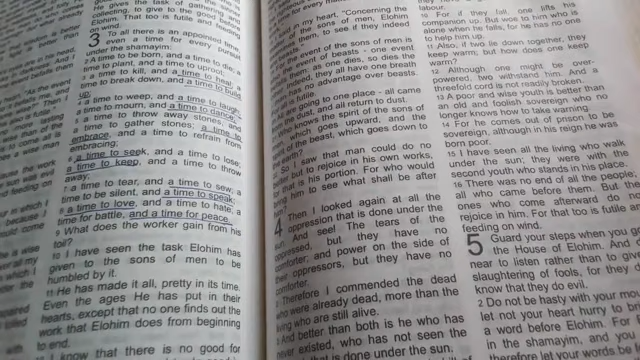 gives the task of gathering and
collecting, to give to the good
Elohim. That too is futile and feeding
on wind.
3 To all there is an appointed time,
even a time for every purpose
under the shamayim:
A time to be born, and a time to die; a
time to plant, and a time to uproot;
a time to kill, and a time to heal; a
time to break down, and a time to build
up;
a time to weep, and a time to laugh;
a time to mourn, and a time to dance;
a time to throw away stones, and a
time to gather stones; a time to
embrace, and a time to refrain from
embracing;
a time to seek, and a time to lose;
a time to keep, and a time to throw
away;
7 a time to tear, and a time to sew; a
time to be silent, and a time to speak;
8 a time to love, and a time to hate; a
time for battle, and a time for peace.
9 What does the worker gain from his
toil?
10 I have seen the task Elohim has
given to the sons of men to be
humbled by it.
11 He has made it all, pretty in its time.
Even the ages He has put in their
hearts, except that no one finds out the
work that Elohim does from beginning
to end.
I know that there is no good for
in my heart, "Concerning the
of the sons of men, Elohim
them, to see if they indeed
the event of the sons of men is
event of beasts - one event
them: as one dies, so dies the
Indeed, they all have breath
has no advantage over beasts.
going to one place - all came
the dust, and all return to dust.
knows the spirit of the sons of
which goes upward, and the
of the beast, which goes down to
earth?
So I saw that man could do no
but to rejoice in his own works,
that is his portion. For who would
him to see what shall be after
4 Then I looked again at all the
oppression that is done under the
sun. And see! The tears of the
oppressed, but they have no
comforter, and power on the side of
their oppressors, but they have no
comforter.
Therefore I commended the dead
who were already dead, more than the
living who are still alive.
And better than both is he who has
never existed, who has not seen the
that is done under the sun.
labour.
10 For if they fall, one lifts his
companion up. But woe to him who is
alone when he falls, for he has no one
to help him up.
11 Also, if two lie down together, they
keep warm; but how does one keep
warm?
12 Although one might be over-
powered, two withstand him. And a
threefold cord is not readily broken.
13 A poor and wise youth is better than
an old and foolish sovereign who no
longer knows how to take warning.
14 For he comes out of prison to be
sovereign, although in his reign he was
born poor.
15 I have seen all the living who walk
under the sun; they were with the
second youth who stands in his place.
16 There was no end of all the people,
all who came before them. But the
ones who come afterward do not
rejoice in him. For that too is futile and
feeding on wind.
5 Guard your steps when you go
the House of Elohim. And
near to listen rather than to give
slaughtering of fools, for they do
know that they do evil.
2 Do not be hasty with your mouth
let not your heart hurry to bring
a word before Elohim. For
in the shamayim, and you
therefore let your words be